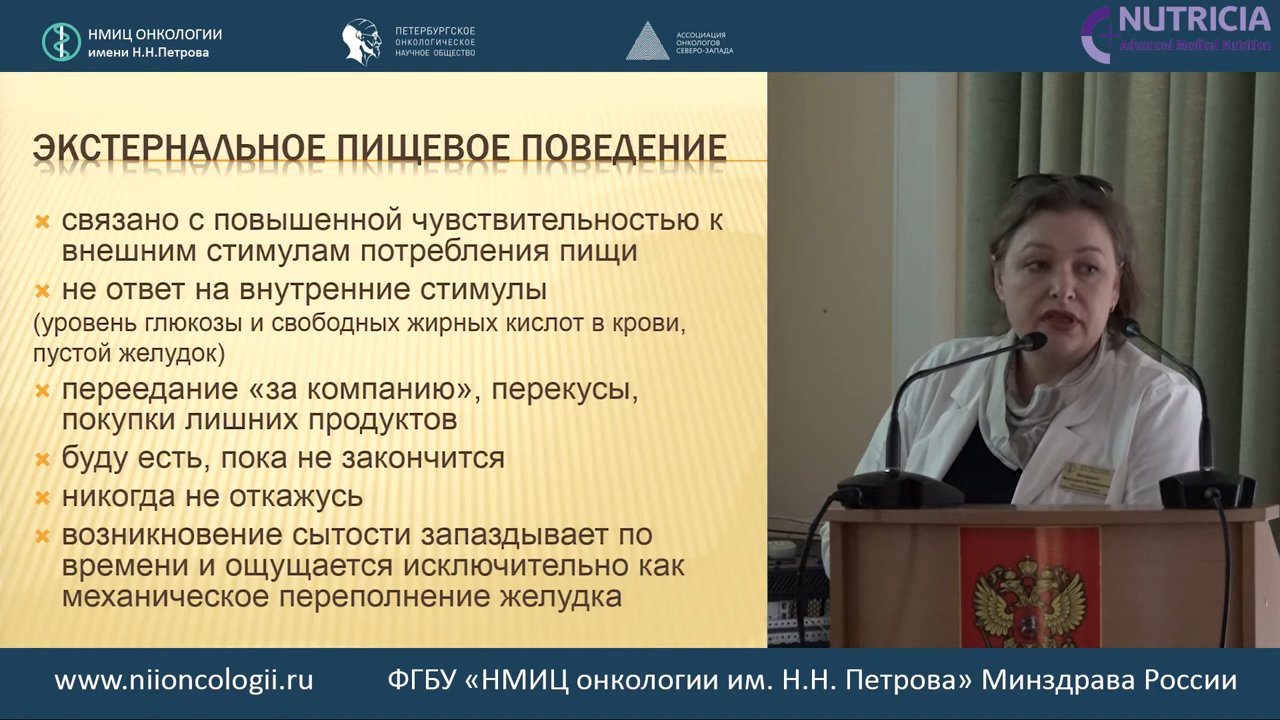 НМИЦ ОНКОЛОГИИ
имени Н.Н.Петрова
ПЕТЕРБУРГСКОЕ
ОНКОЛОГИЧЕСКОЕ
НАУЧНОЕ ОБЩЕСТВО
АССОЦИАЦИЯ
ОНКОЛОГОВ
СЕВЕРО-ЗАПАДА
NUTRICIA
Advanced Medical Nutrition
ЭКСТЕРНАЛЬНОЕ ПИЩЕВОЕ ПОВЕДЕНИЕ
связано с повышенной чувствительностью к
внешним стимулам потребления пищи
не ответ на внутренние стимулы
(уровень глюкозы и свободных жирных кислот в крови,
пустой желудок)
переедание «за компанию», перекусы,
покупки лишних продуктов
буду есть, пока не закончится
никогда не откажусь
возникновение сытости запаздывает по
времени и ощущается исключительно как
механическое переполнение желудка
www.niioncologii.ru
ФГБУ «НМИЦ онкологии им. Н.Н. Петрова» Минздрава России